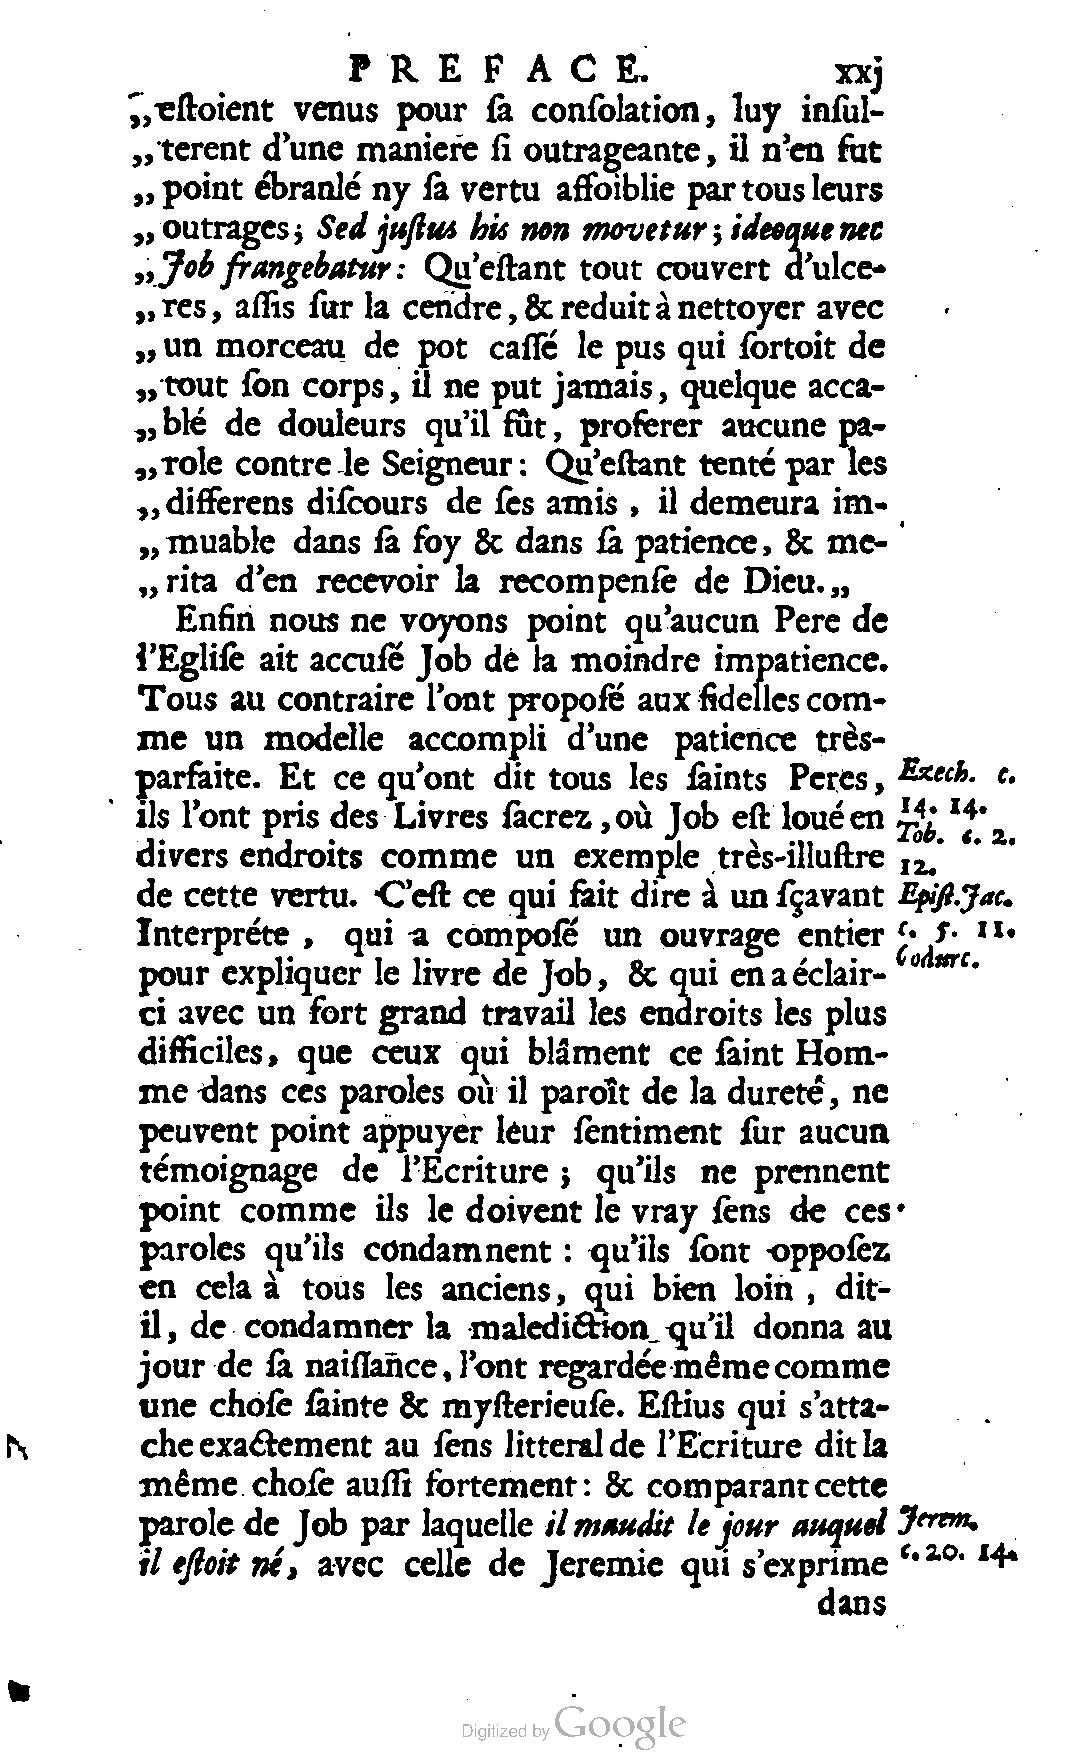 PREFACE. xxj
„eſtoient venus pour ſa conſolation, luy inſul-
„terent d'une maniere ſi outrageante, il n'en fut
„point ébranlé ny ſa vertu affoiblie par tous leurs
„outrages; Sed juſtus his non movetur; ideoque nec
„Job frangebatur: Qu'eſtant tout couvert d'ulce-
„res, aſſis ſur la cendre, & reduit à nettoyer avec
„un morceau de pot caſſé le pus qui ſortoit de
„tout ſon corps, il ne put jamais, quelque acca-
„blé de douleurs qu'il fût, proferer aucune pa-
„role contre le Seigneur: Qu'eſtant tenté par les
„differens diſcours de ſes amis, il demeura im-
„muable dans ſa foy & dans ſa patience, & me-
„rita d'en recevoir la recompenſe de Dieu.„
Enfin nous ne voyons point qu'aucun Pere de
l'Egliſe ait accuſé Job de la moindre impatience.
Tous au contraire l'ont propoſé aux fidelles com-
me un modelle accompli d'une patience très-
parfaite. Et ce qu'ont dit tous les ſaints Peres,
ils l'ont pris des Livres ſacrez, où Job eſt loué en
divers endroits comme un exemple très-illuſtre
de cette vertu. C'eſt ce qui fait dire à un ſçavant
Interpréte, qui a compoſé un ouvrage entier
pour expliquer le livre de Job, & qui en a éclair-
ci avec un fort grand travail les endroits les plus
difficiles, que ceux qui blâment ce ſaint Hom-
me dans ces paroles où il paroît de la dureté, ne
peuvent point appuyer leur ſentiment ſur aucun
témoignage de l'Ecriture; qu'ils ne prennent
point comme ils le doivent le vray ſens de ces
paroles qu'ils condamnent: qu'ils ſont oppoſez
en cela à tous les anciens, qui bien loin, dit-
il, de condamner la malediction qu'il donna au
jour de ſa naiſſance, l'ont regardée même comme
une choſe ſainte & myſterieuſe. Eſtius qui s'atta-
che exactement au ſens litteral de l'Ecriture dit la
même choſe auſſi fortement: & comparant cette
parole de Job par laquelle il maudit le jour auquel
il eſtoit né, avec celle de Jeremie qui s'exprime
dans
Ezech. c.
14. 14.
Tob. c. 2.
12.
Epiſt. Jac.
c. 5. 11.
Codurc.
Jerem.
c. 20. 14.
Digitized by Google